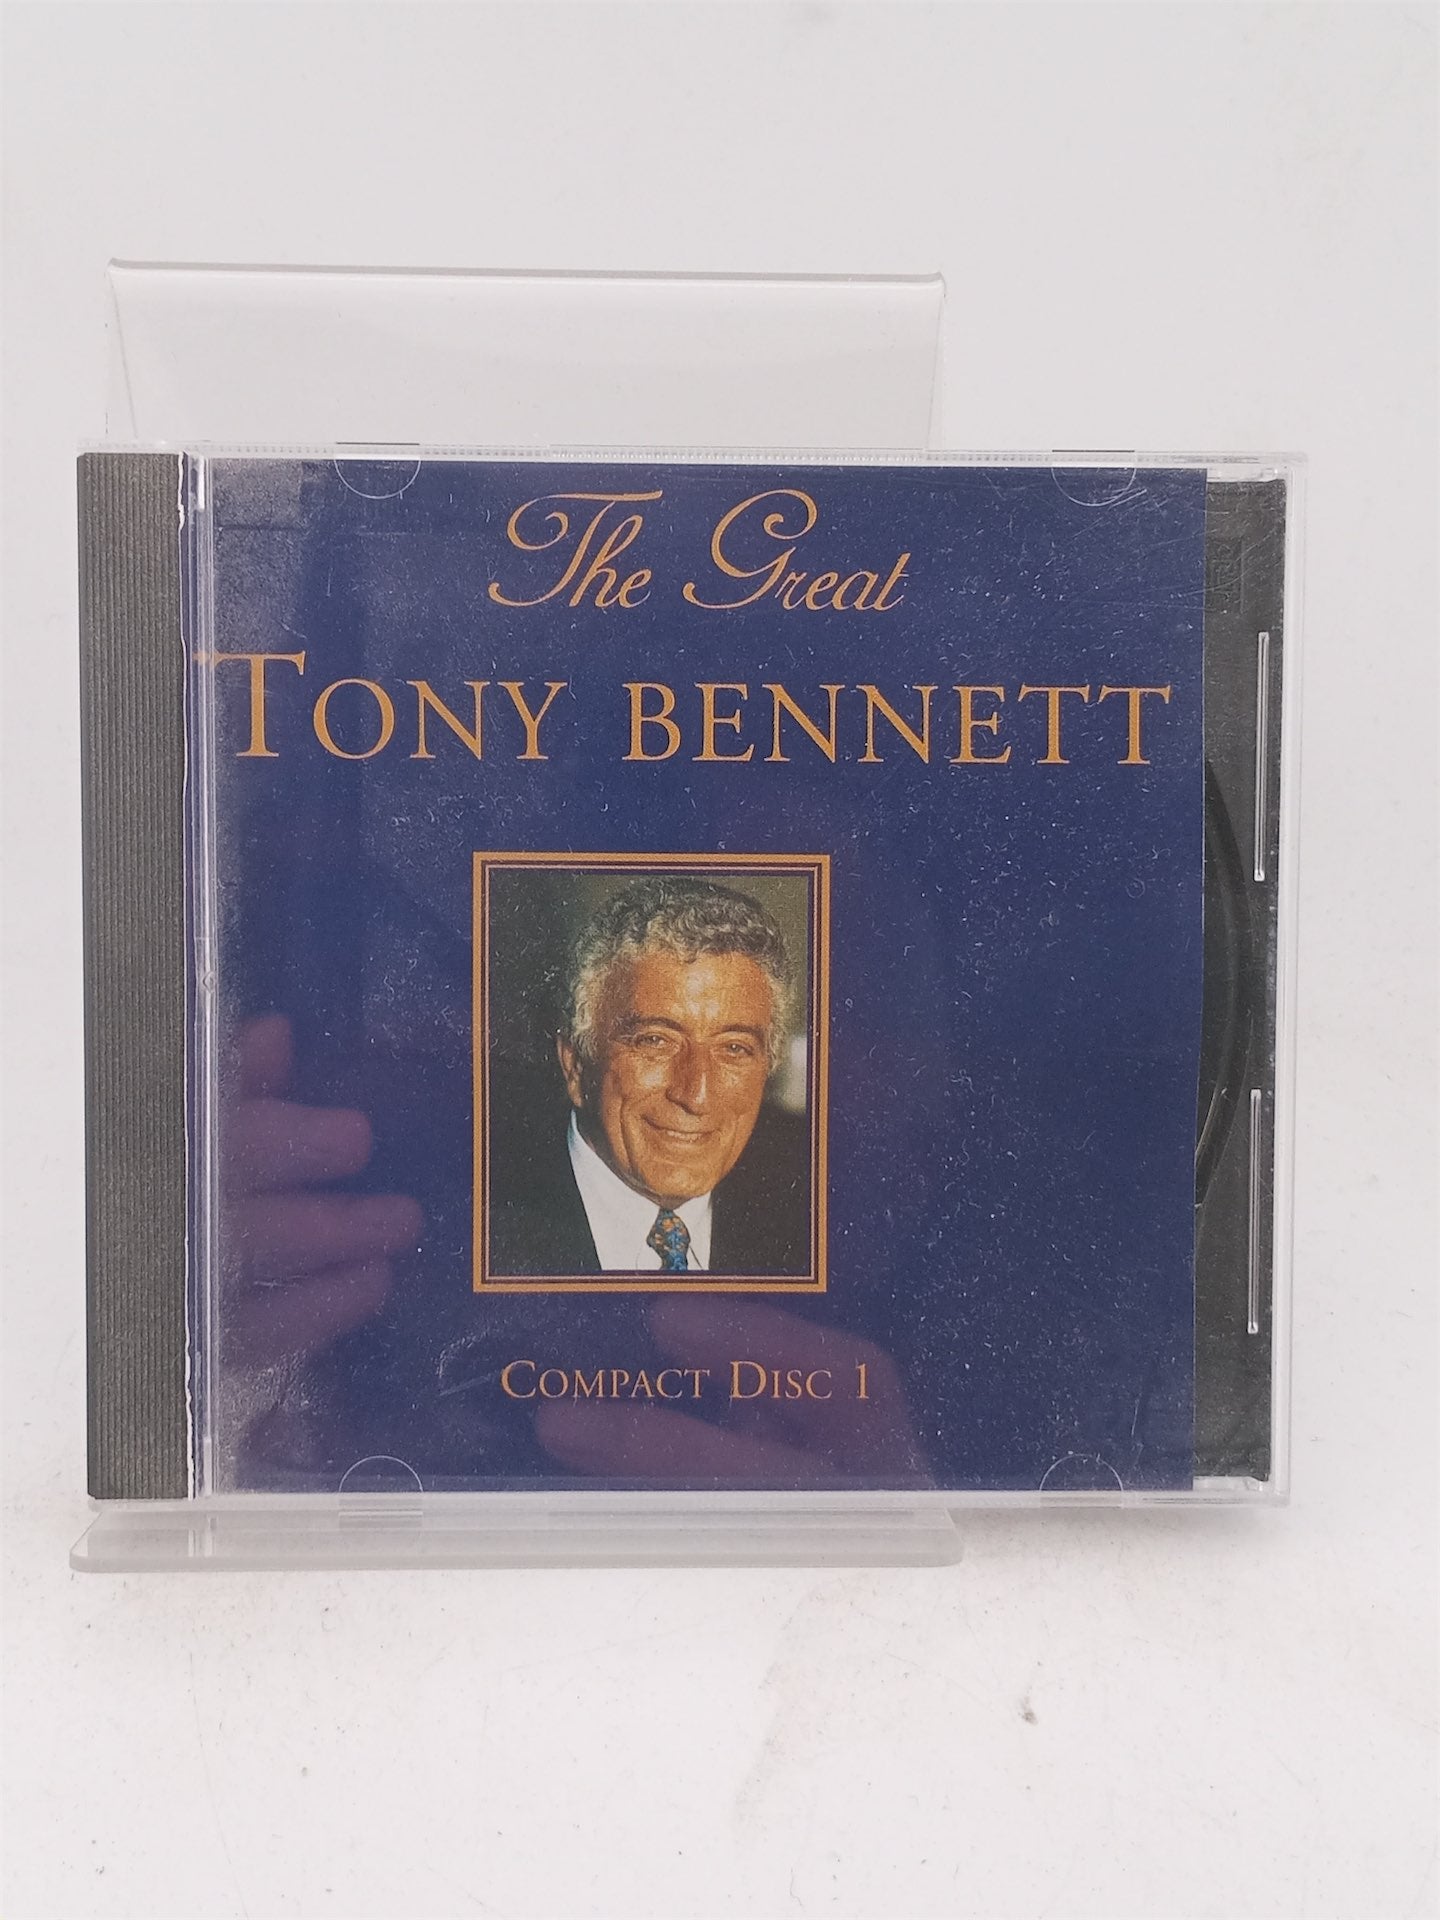 The Great
TONY BENNETT
COMPACT DISC 1